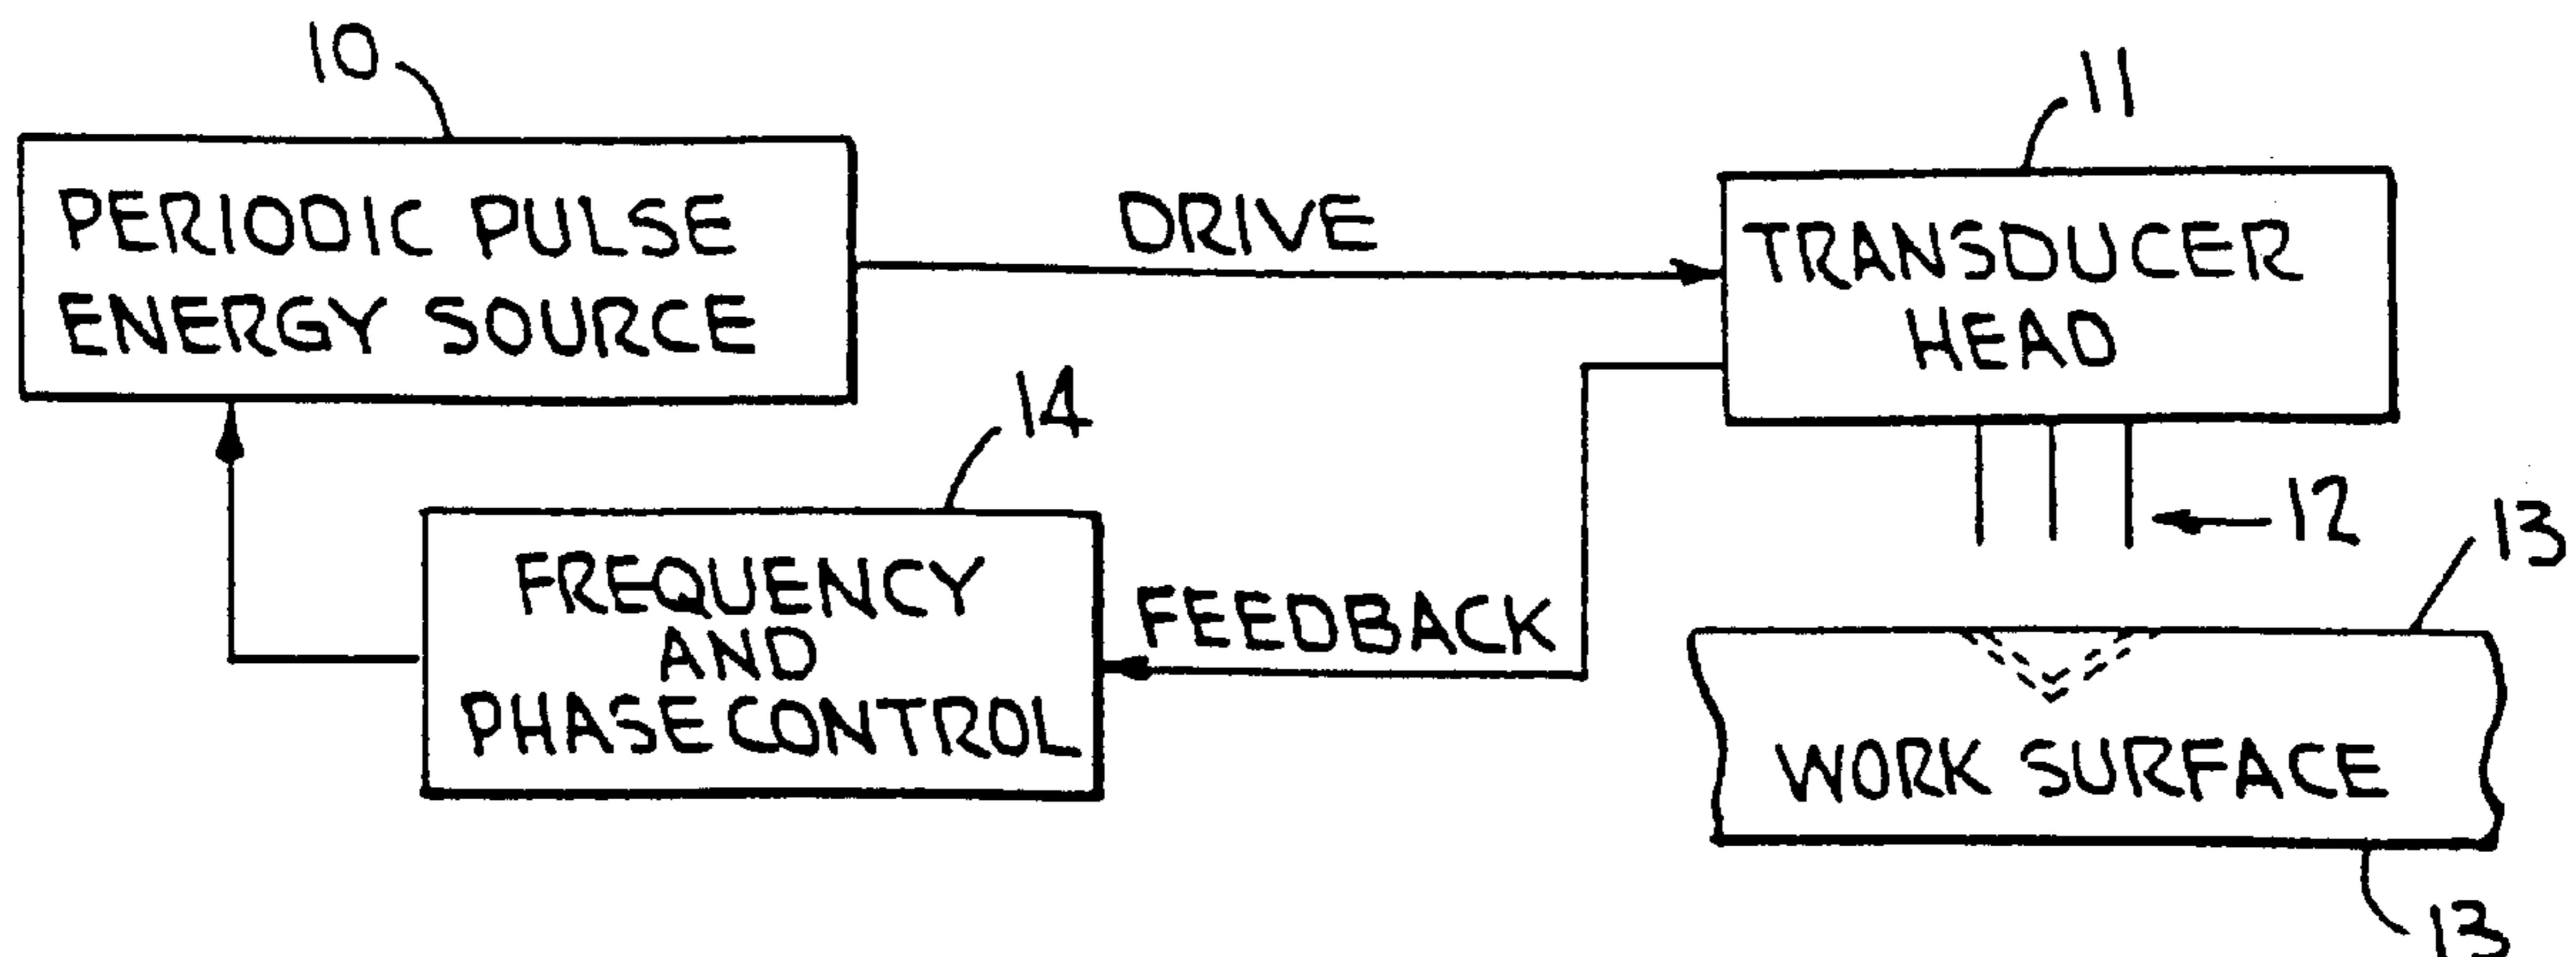 10
11
PERIODIC PULSE
ENERGY SOURCE
DRIVE
TRANSDUCER
HEAD
14
12
13
FREQUENCY
AND
PHASE CONTROL
FEEDBACK
WORK SURFACE
13